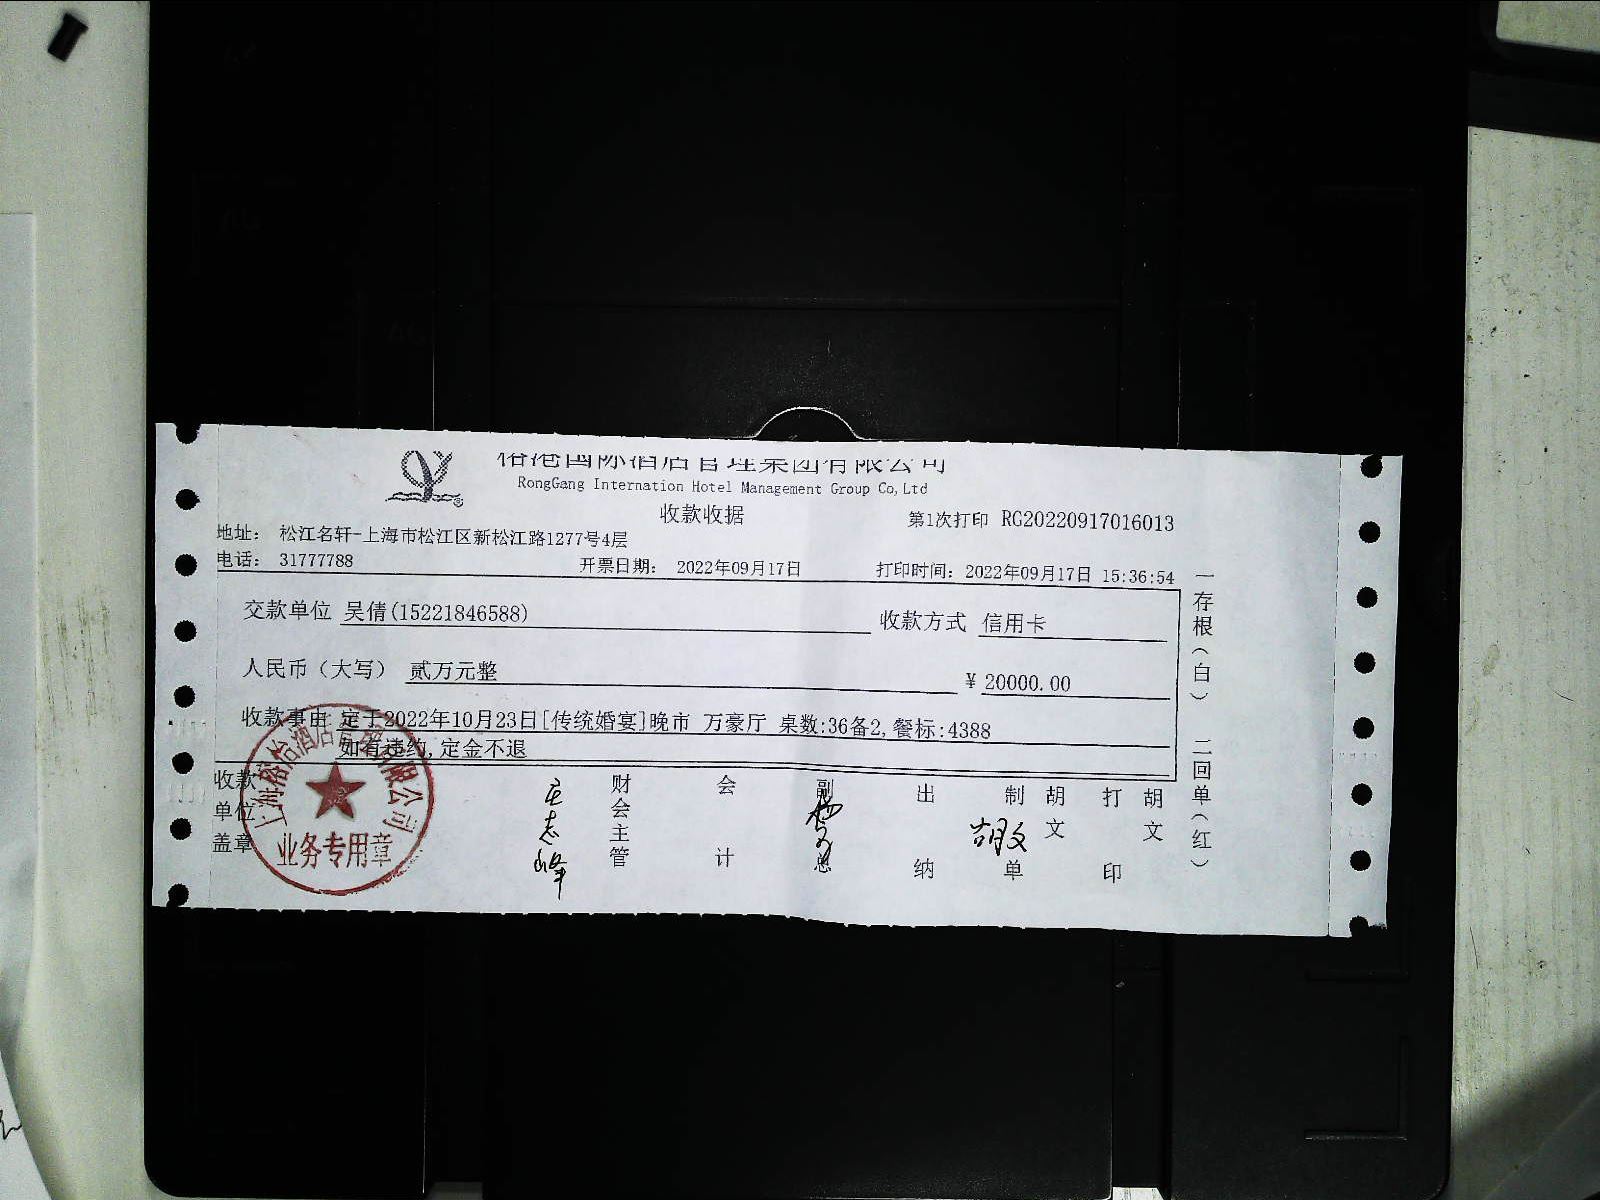 榕港国际酒店管理集团有限公司
RongGang Internation Hotel Management Group Co,Ltd
收款收据
第1次打印 RG20220917016013
地址： 松江名轩-上海市松江区新松江路1277号4层
电话： 31777788
开票日期： 2022年09月17日
打印时间：2022年09月17日 15:36:54
交款单位 吴倩(15221846588)
收款方式 信用卡
人民币（大写） 贰万元整
￥20000.00
收款事由 定于2022年10月23日[传统婚宴]晚市 万豪厅 桌数:36备2,餐标:4388
如有违约,定金不退
收款单位盖章
庄志峰
财会主管
会计
副
出纳
胡文
制单
胡文
打印
胡文
一存根（白）
二回单（红）
业务专用章